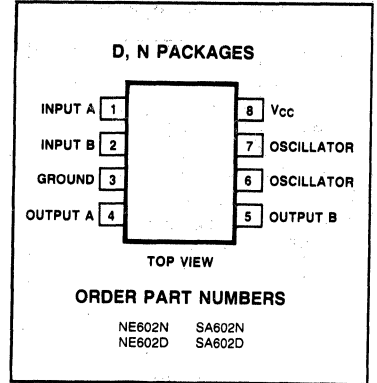 D, N PACKAGES
INPUT A 1
8 VCC
INPUT B 2
7 OSCILLATOR
GROUND 3
6 OSCILLATOR
OUTPUT A 4
5 OUTPUT B
TOP VIEW
ORDER PART NUMBERS
NE602N SA602N
NE602D SA602D